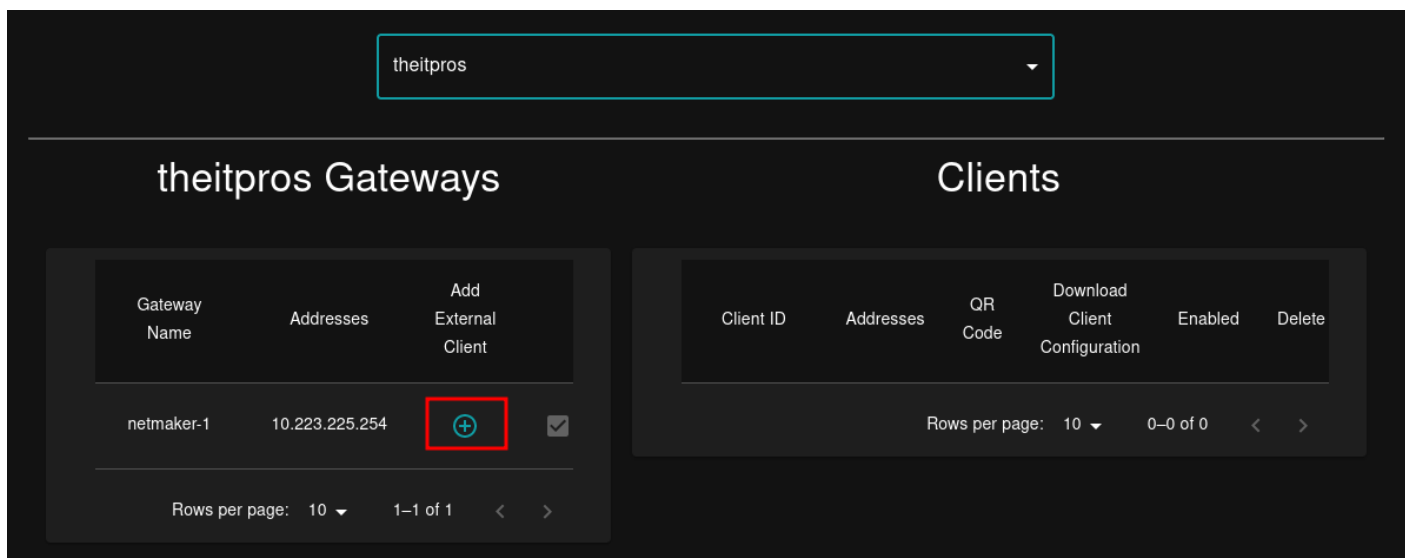 theitpros
theitpros Gateways
Gateway
Name
Addresses
Add
External
Client
netmaker-1
10.223.225.254
Rows per page: 10
1–1 of 1
Clients
Client ID
Addresses
QR
Code
Download
Client
Configuration
Enabled
Delete
Rows per page: 10
0–0 of 0